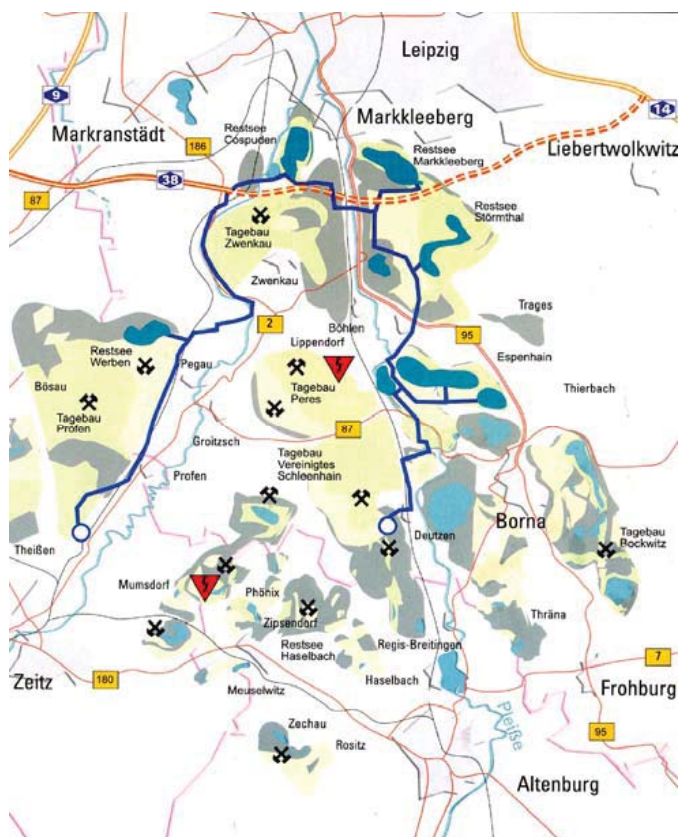 Leipzig
9
Markranstädt
186
Restsee
Cospuden
Markkleeberg
Restsee
Markkleeberg
14
Liebertwolkwitz
38
87
Tagebau
Zwenkau
Restsee
Störmthal
Zwenkau
2
Böhlen
Trages
95
Lippendorf
Espenhain
Restsee
Werben
Pegau
Tagebau
Peres
Thierbach
Bösau
Tagebau
Profen
87
Groitzsch
Tagebau
Vereinigtes
Schleenhain
Profen
Borna
Deutzen
Tagebau
Bockwitz
Theißen
Mumsdorf
Phönix
Zipsendorf
Thräna
Restsee
Haselbach
Regis-Breitingen
7
Zeitz
180
Meuselwitz
Haselbach
Frohburg
Pleiße
Zechau
Rositz
95
Altenburg